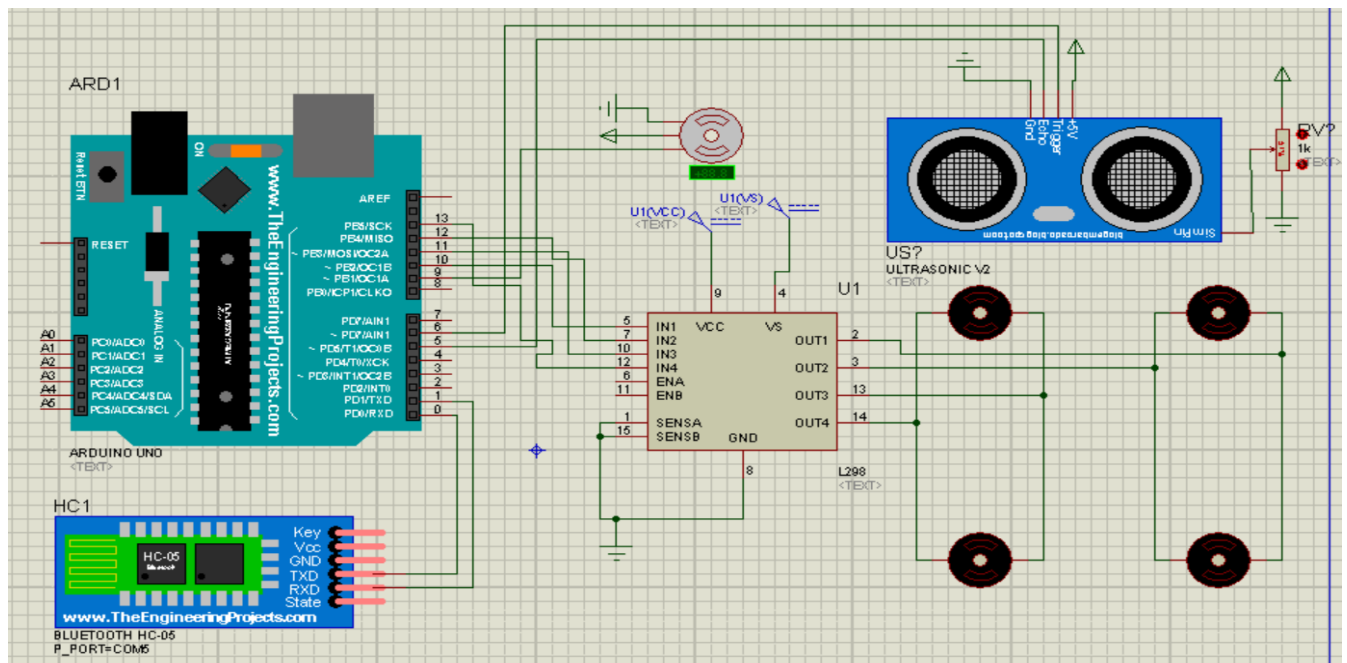 ARD1
Reset BTN
ON
www.TheEngineeringProjects.com
RESET
ANALOG IN
A0
A1
A2
A3
A4
A5
PC0/ADC0
PC1/ADC1
PC2/ADC2
PC3/ADC3
PC4/ADC4/SDA
PC5/ADC5/SCL
AREF
PB5/SCK
PB4/MISO
~ PB3/MOSI/OC2A
~ PB2/OC1B
~ PB1/OC1A
PB0/ICP1/CLKO
13
12
11
10
9
8
PD7/AIN1
~ PD7/AIN1
~ PD5/T1/OC0B
PD4/T0/XCK
~ PD3/INT1/OC2B
PD2/INT0
PD1/TXD
PD0/RXD
7
6
5
4
3
2
1
0
ARDUINO UNO
<TEXT>
HC1
HC-05
Bluetooth
Key
Vcc
GND
TXD
RXD
State
www.TheEngineeringProjects.com
BLUETOOTH HC-05
P_PORT=COM5
U1(VCC)
<TEXT>
U1(VS)
<TEXT>
U1
9
4
VCC
VS
5
7
10
12
6
11
1
15
IN1
IN2
IN3
IN4
ENA
ENB
SENSA
SENSB
GND
8
OUT1
OUT2
OUT3
OUT4
2
3
13
14
L298
<TEXT>
Gnd
Echo
Trigger
+5V
blogembarcado.blogspot.com
Sim Pin
US?
ULTRASONIC V2
<TEXT>
RV?
1k
<TEXT>